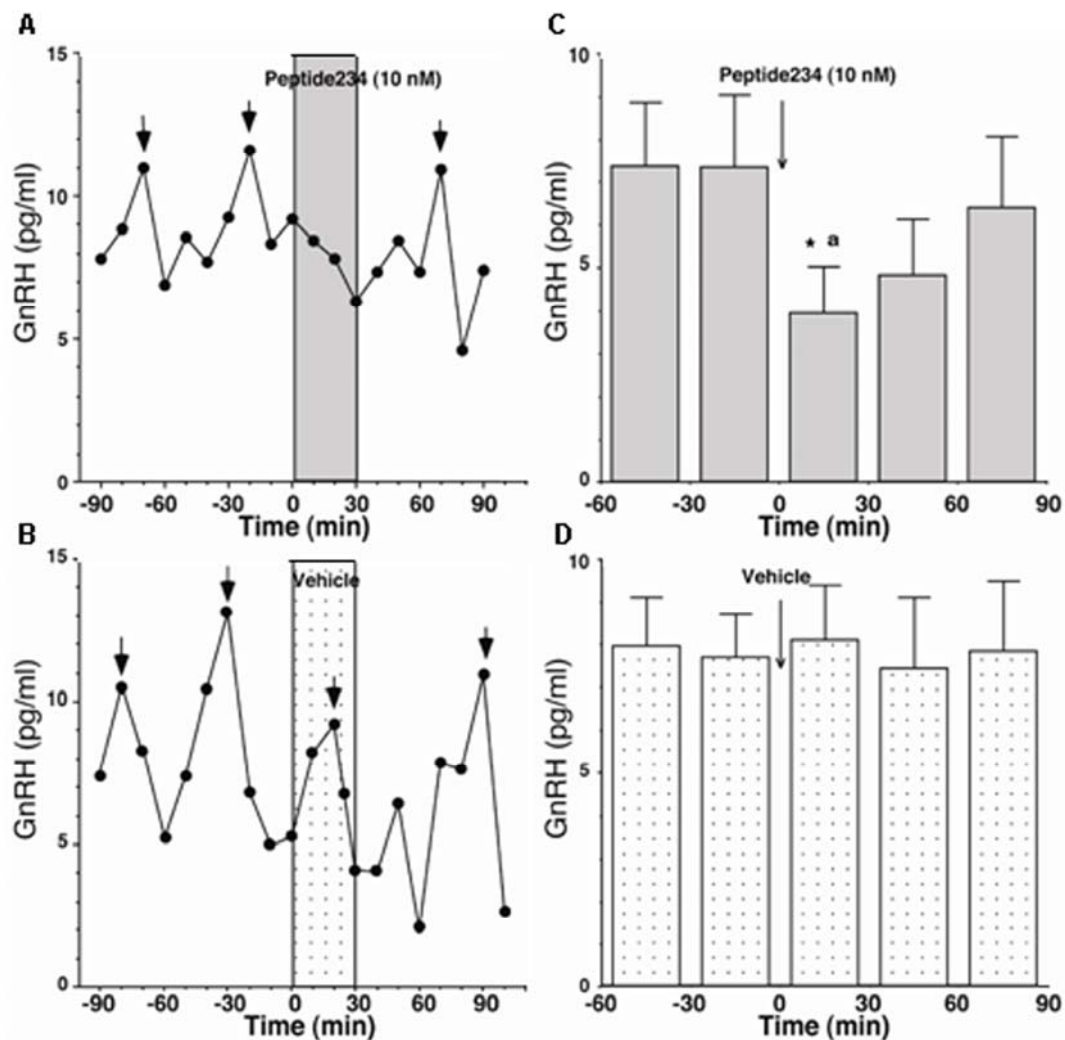 A
15
10
5
0
GnRH (pg/ml)
Peptide234 (10 nM)
-90 -60 -30 0 30 60 90
Time (min)
C
10
5
0
GnRH (pg/ml)
Peptide234 (10 nM)
* a
-60 -30 0 30 60 90
Time (min)
B
15
10
5
0
GnRH (pg/ml)
Vehicle
-90 -60 -30 0 30 60 90
Time (min)
D
10
5
0
GnRH (pg/ml)
Vehicle
-60 -30 0 30 60 90
Time (min)